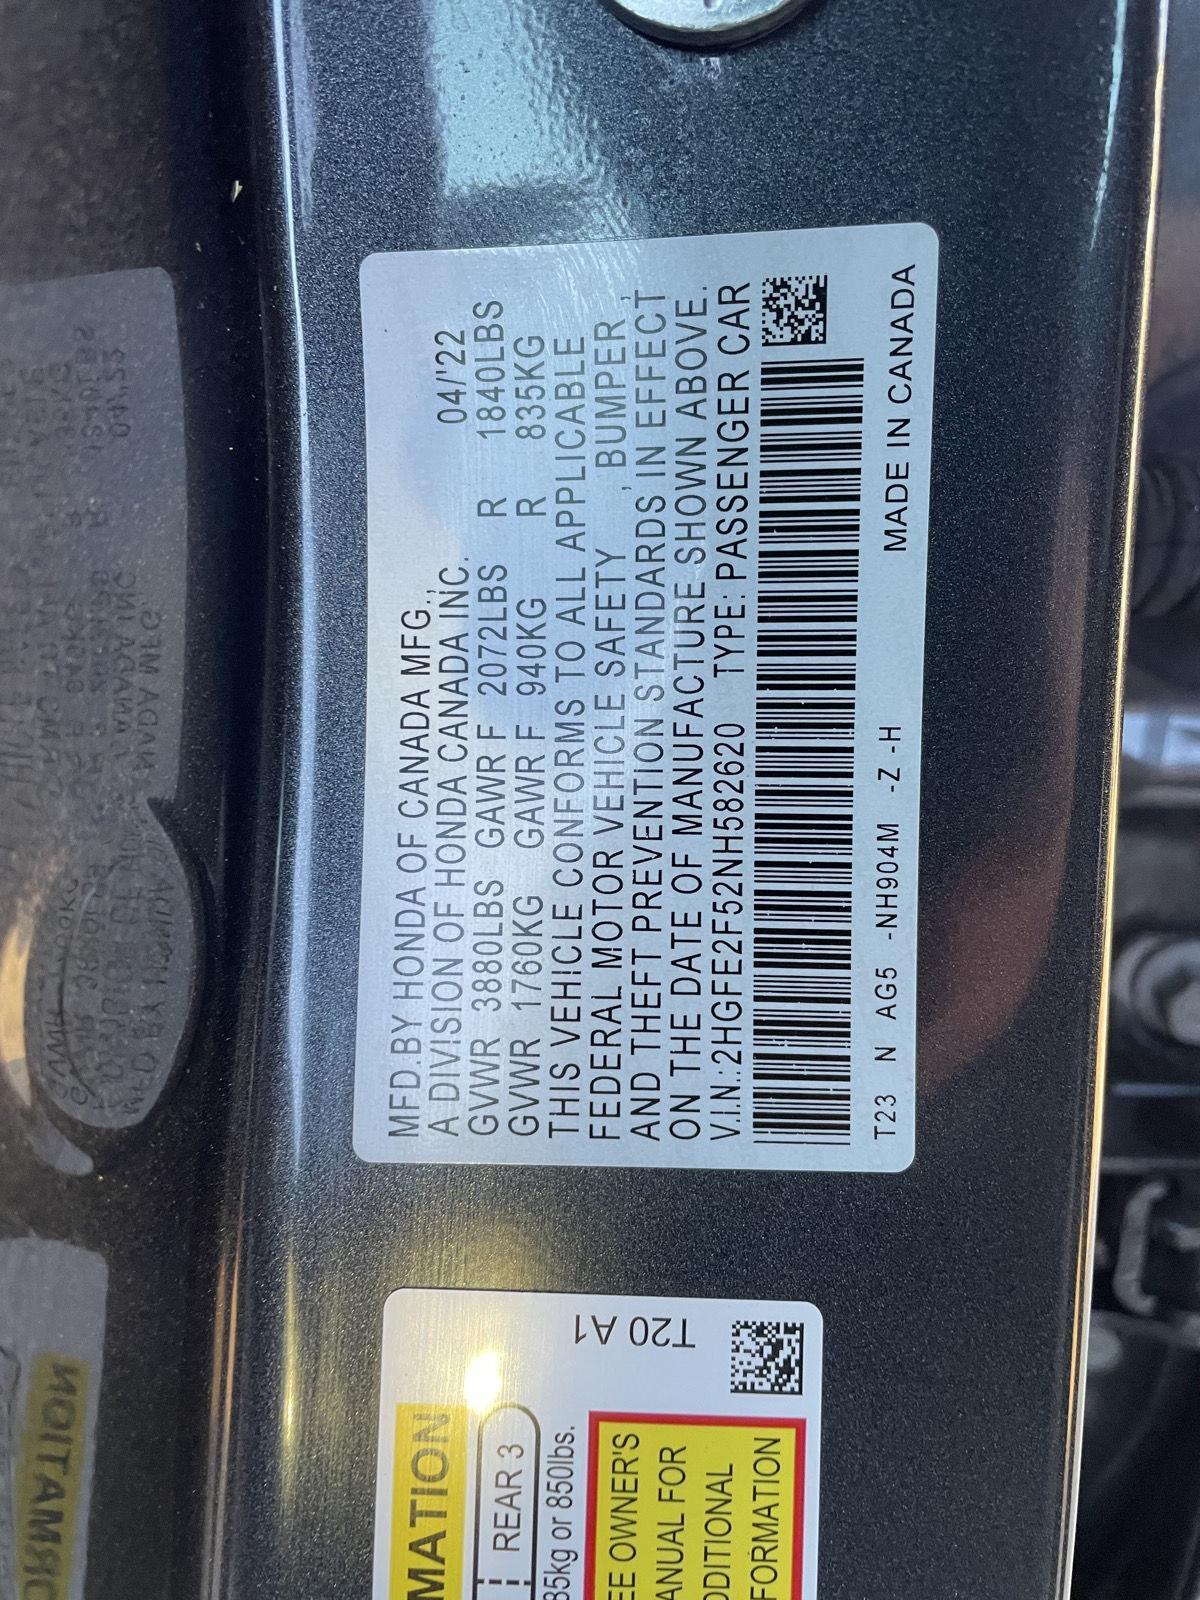 MFD.BY HONDA OF CANADA MFG.,
A DIVISION OF HONDA CANADA INC. 04/'22
GVWR 3880LBS GAWR F 2072LBS R 1840LBS
GVWR 1760KG GAWR F 940KG R 835KG
THIS VEHICLE CONFORMS TO ALL APPLICABLE
FEDERAL MOTOR VEHICLE SAFETY , BUMPER ,
AND THEFT PREVENTION STANDARDS IN EFFECT
ON THE DATE OF MANUFACTURE SHOWN ABOVE.
V.I.N.:2HGFE2F52NH582620 TYPE: PASSENGER CAR
T23 N AG5 -NH904M -Z -H MADE IN CANADA
MATION
REAR 3
85kg or 850lbs.
T20 A1
EE OWNER'S
ANUAL FOR
DDITIONAL
FORMATION